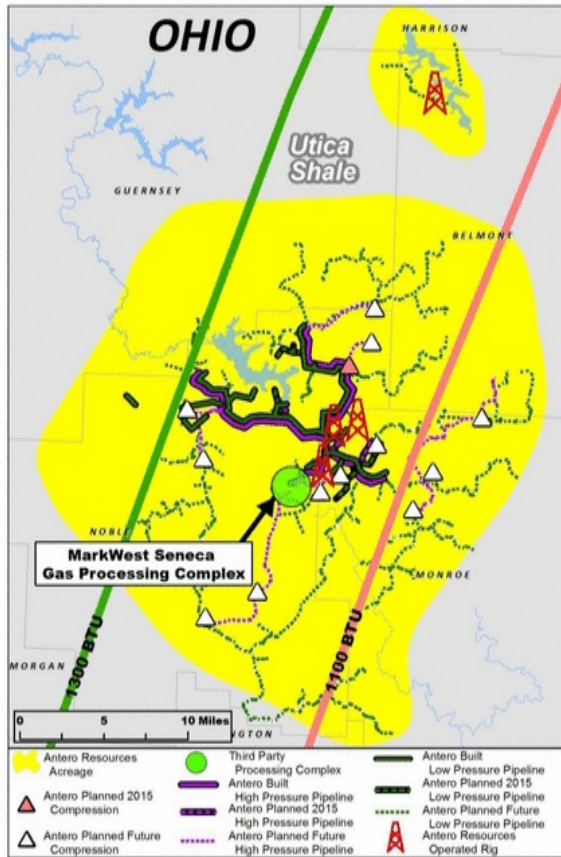 OHIO
HARRISON
Utica
Shale
GUERNSEY
BELMONT
NOBLE
MarkWest Seneca
Gas Processing Complex
MONROE
1300 BTU
1100 BTU
MORGAN
0 5 10 Miles
NGTON
Antero Resources
Acreage
Antero Planned 2015
Compression
Antero Planned Future
Compression
Third Party
Processing Complex
Antero Built
High Pressure Pipeline
Antero Planned 2015
High Pressure Pipeline
Antero Planned Future
High Pressure Pipeline
Antero Built
Low Pressure Pipeline
Antero Planned 2015
Low Pressure Pipeline
Antero Planned Future
Low Pressure Pipeline
Antero Resources
Operated Rig